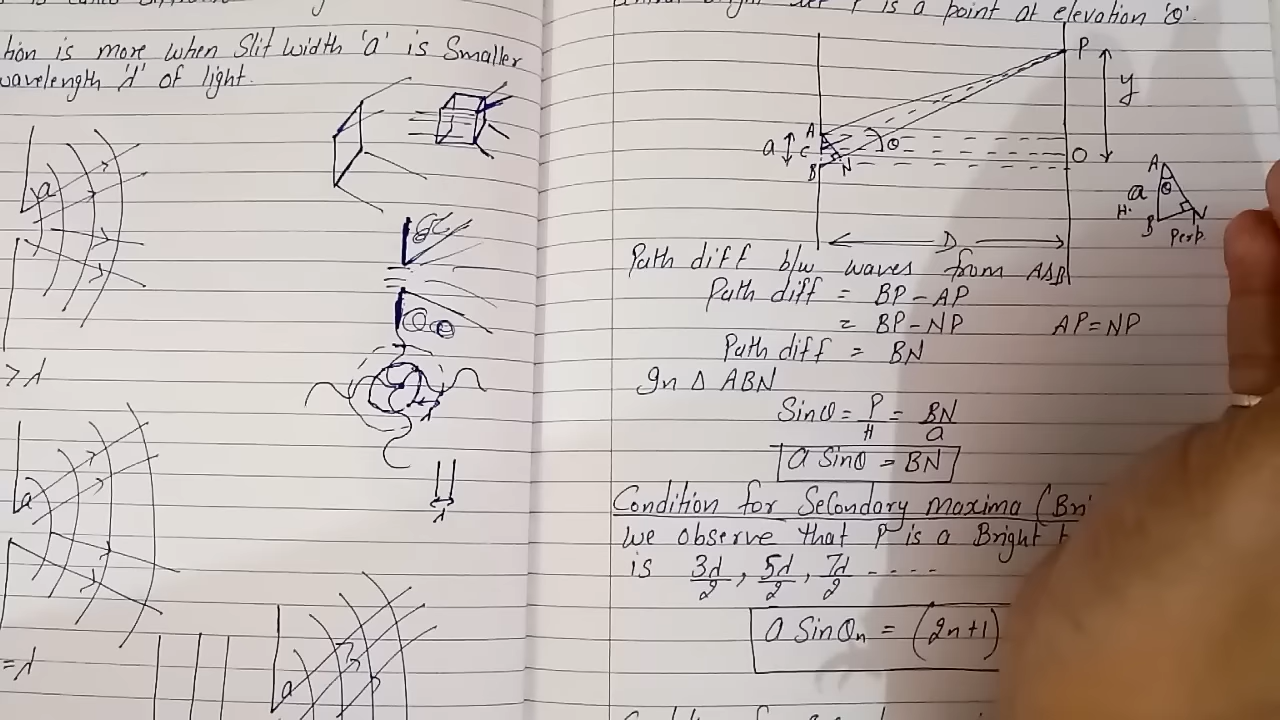 tion is more when Slit width 'a' is Smaller
wavelength 'λ' of light.
a
> λ
a
= λ
a
λ
is a point at elevation 'θ'.
P
y
A
a
C
θ
O
B
N
D
A
a
θ
H.
B
N
Perp.
Path diff b/w waves from A&B
Path diff = BP - AP
= BP - NP AP = NP
Path diff = BN
In Δ ABN
Sinθ = P/H = BN/a
a Sinθ = BN
Condition for Secondary maxima (Bri
we observe that P is a Bright
is 3λ/2, 5λ/2, 7λ/2 - - - -
a Sinθn = (2n+1)